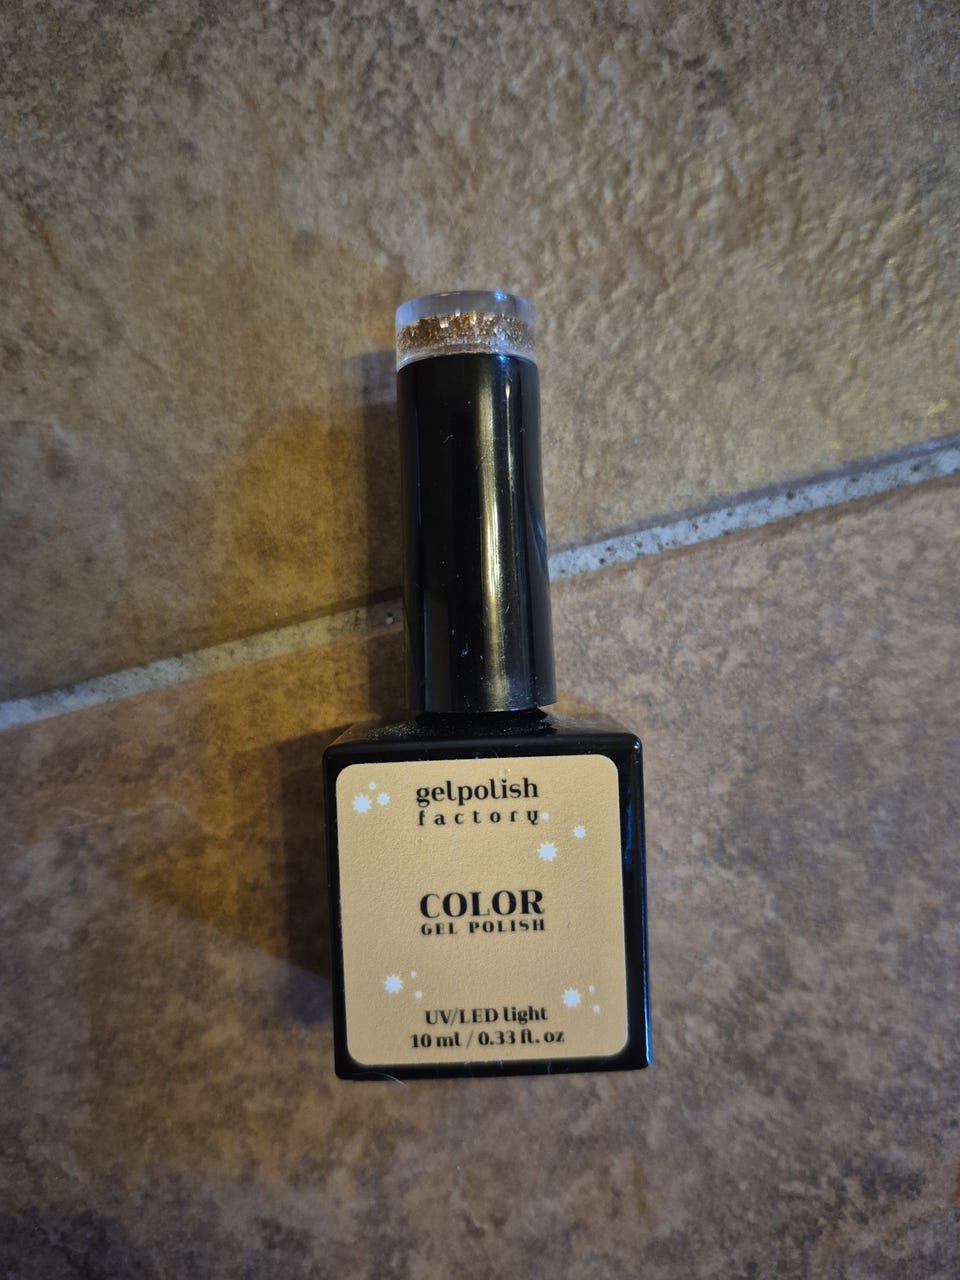 gelpolish
factory
COLOR
GEL POLISH
UV/LED light
10 ml / 0.33 fl. oz